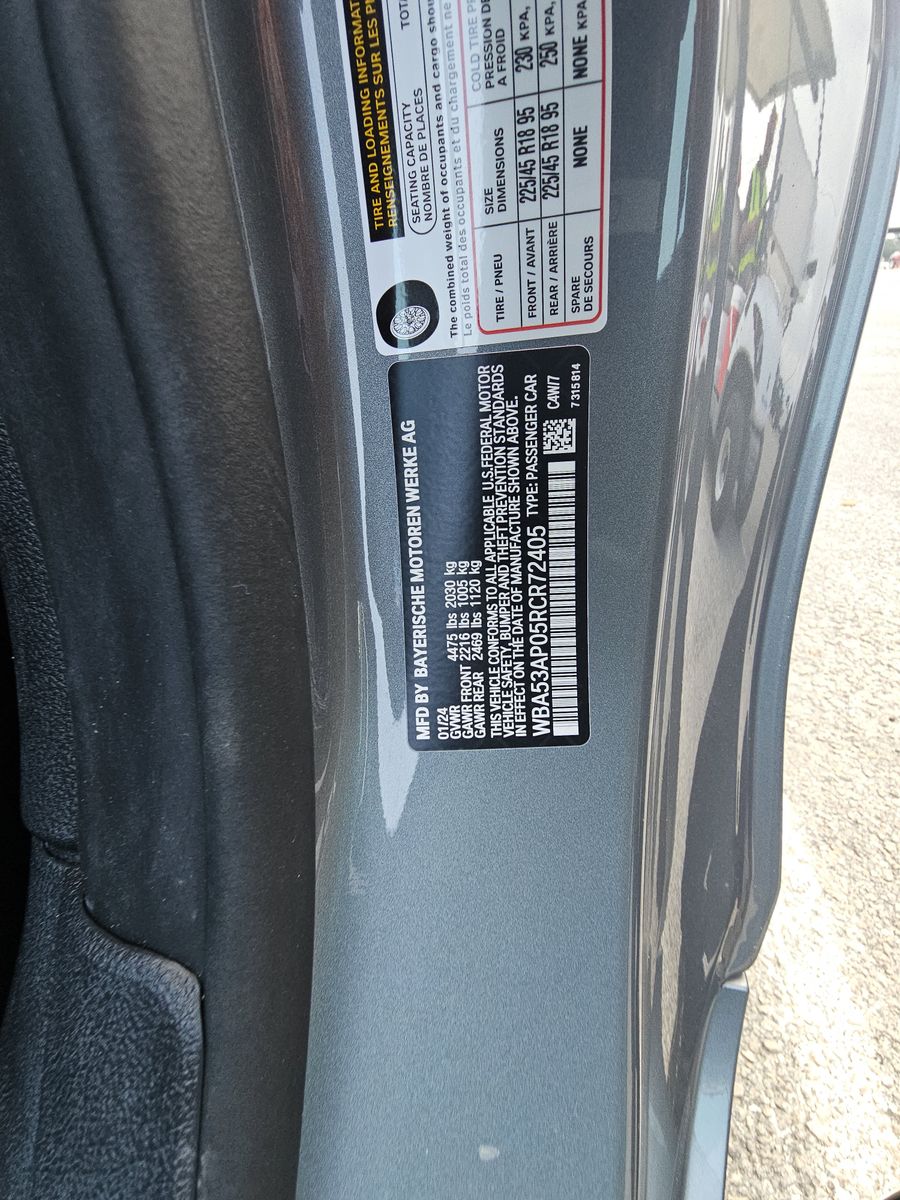 TIRE AND LOADING INFORMAT
RENSEIGNEMENTS SUR LES P
SEATING CAPACITY
NOMBRE DE PLACES
The combined weight of occupants and cargo shou
Le poids total des occupants et du chargement ne
TIRE / PNEU
SIZE
DIMENSIONS
COLD TIRE
PRESSION
A FROID
FRONT / AVANT 225/45 R18 95 230 KPA,
REAR / ARRIÈRE 225/45 R18 95 250 KPA,
SPARE
DE SECOURS
NONE NONE KPA
MFD BY BAYERISCHE MOTOREN WERKE AG
01/24
GVWR 4475 lbs 2030 kg
GAWR FRONT 2216 lbs 1005 kg
GAWR REAR 2469 lbs 1120 kg
THIS VEHICLE CONFORMS TO ALL APPLICABLE U.S.FEDERAL MOTOR
VEHICLE SAFETY, BUMPER AND THEFT PREVENTION STANDARDS
IN EFFECT ON THE DATE OF MANUFACTURE SHOWN ABOVE.
WBA53AP05RCR72405 TYPE: PASSENGER CAR
C4W/7
7 315 814